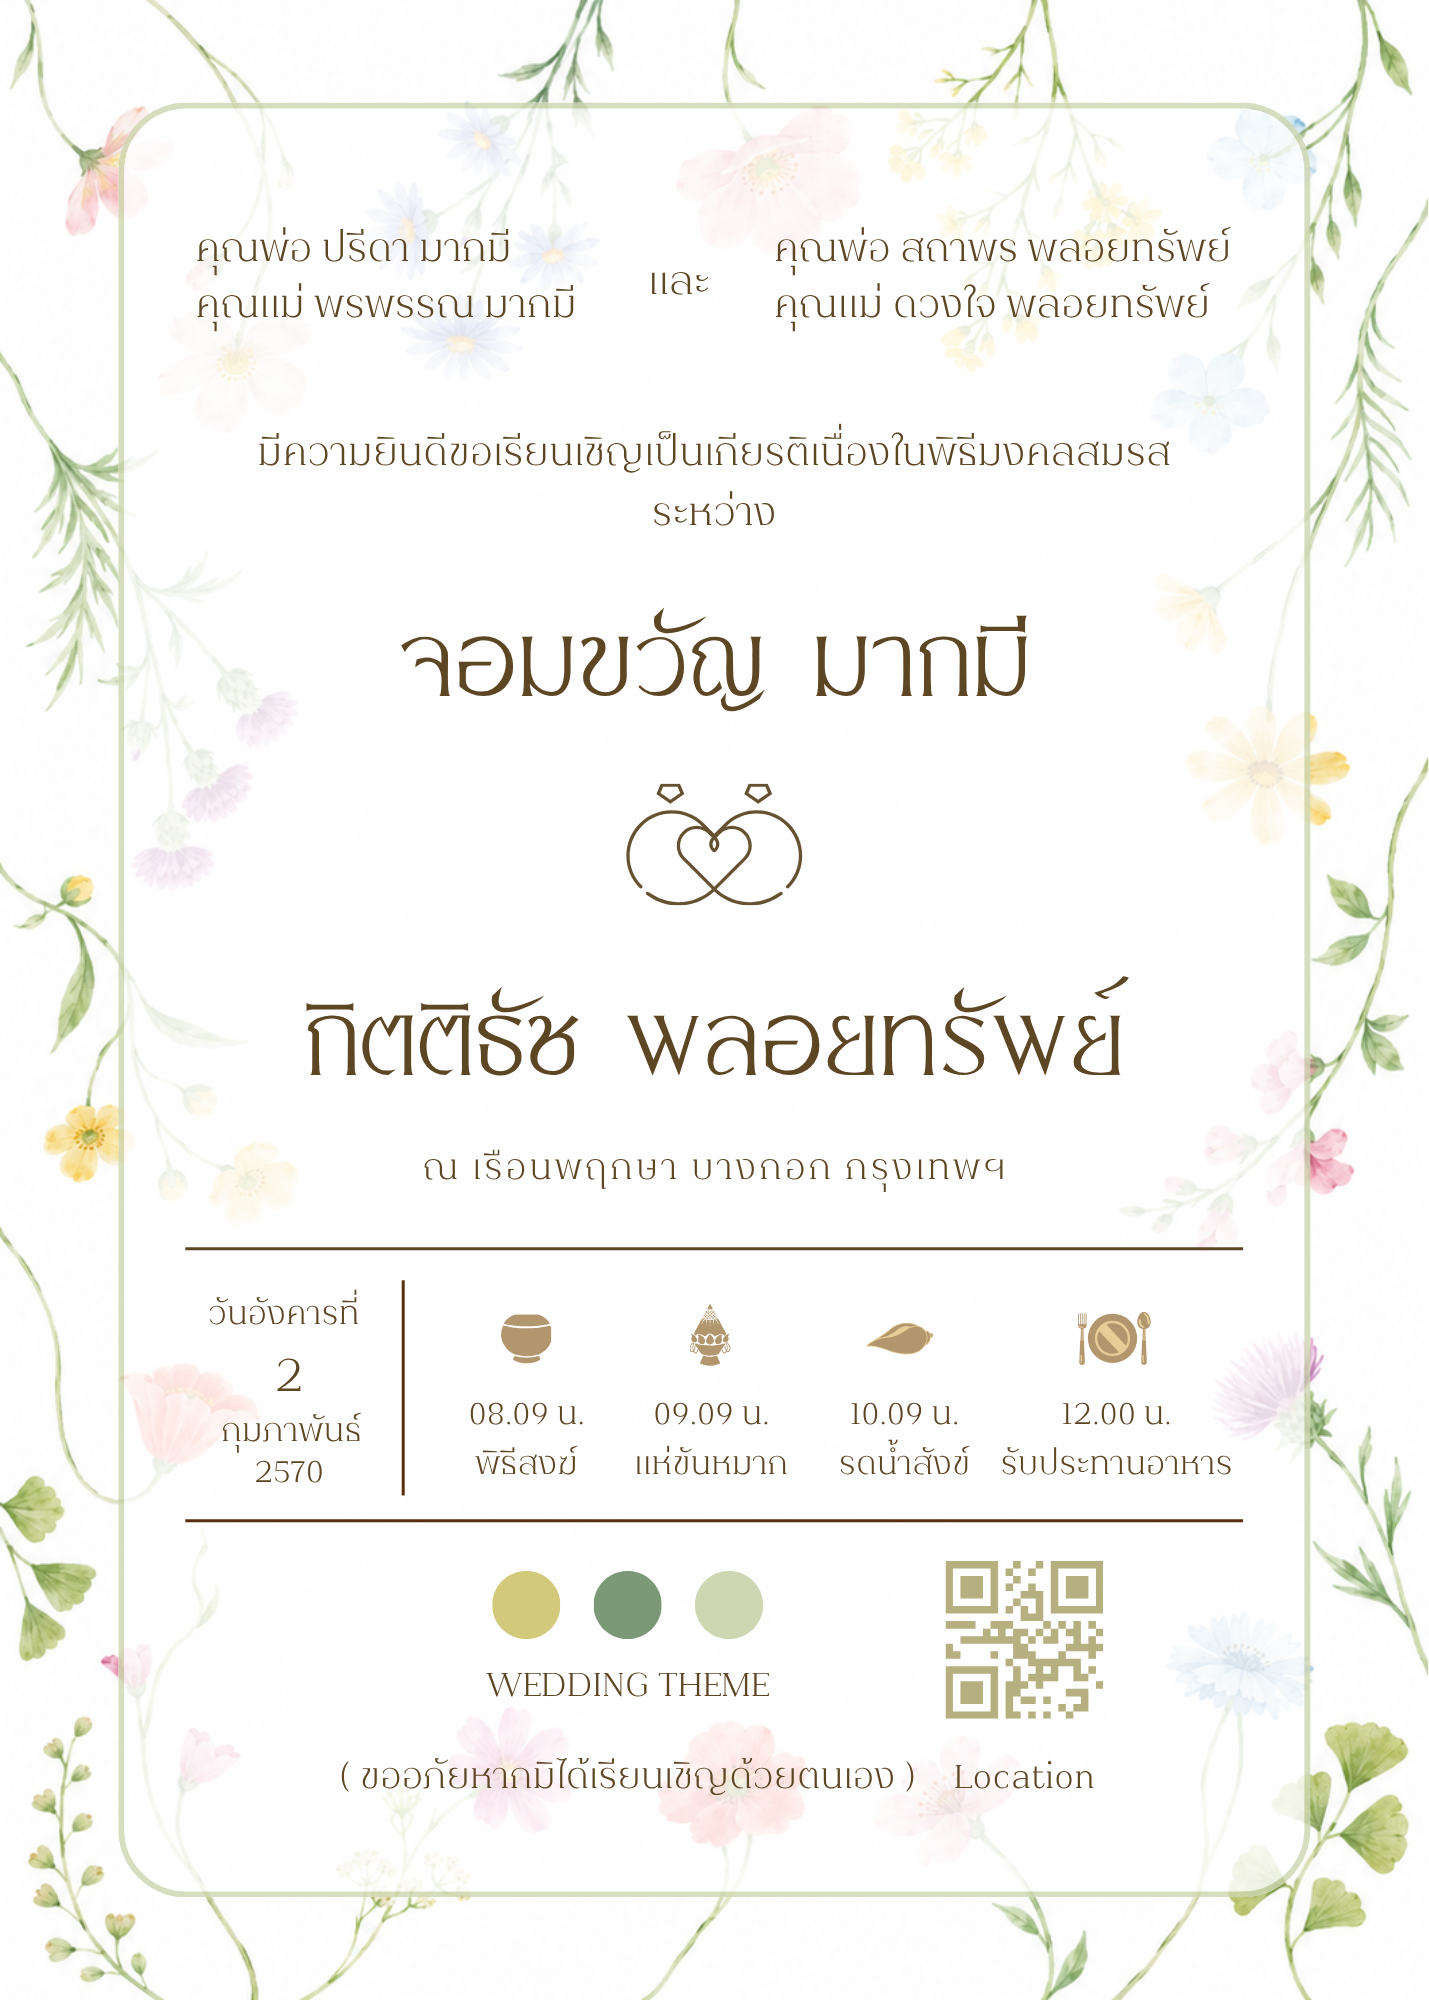 คุณพ่อ ปรีดา มากมี
คุณแม่ พรพรรณ มากมี
และ
คุณพ่อ สถาพร พลอยทรัพย์
คุณแม่ ดวงใจ พลอยทรัพย์
มีความยินดีขอเรียนเชิญเป็นเกียรติเนื่องในพิธีมงคลสมรส
ระหว่าง
จอมขวัญ มากมี
กิตติธัช พลอยทรัพย์
ณ เรือนพฤกษา บางกอก กรุงเทพฯ
วันอังคารที่
2
กุมภาพันธ์
2570
08.09 น.
พิธีสงฆ์
09.09 น.
แห่ขันหมาก
10.09 น.
รดน้ำสังข์
12.00 น.
รับประทานอาหาร
WEDDING THEME
( ขออภัยหากมิได้เรียนเชิญด้วยตนเอง )
Location